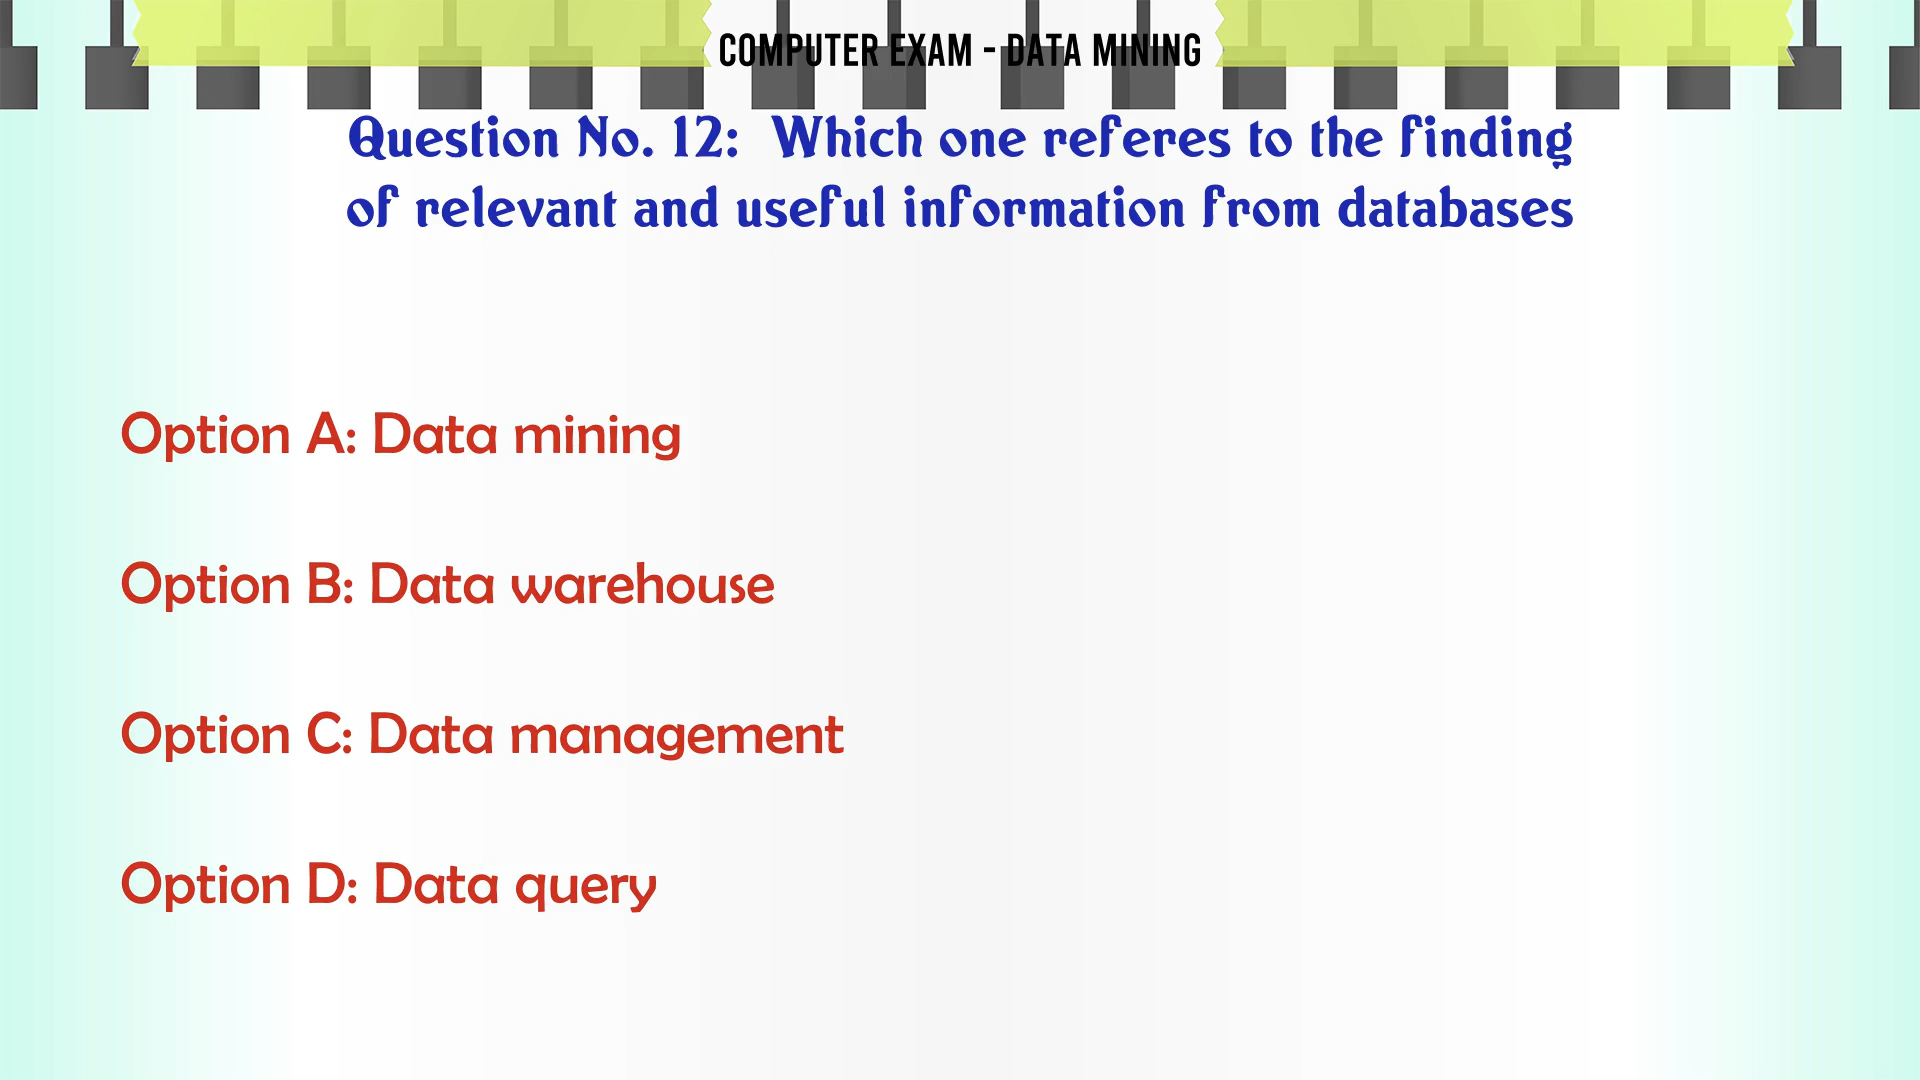 COMPUTER EXAM - DATA MINING
Question No. 12:  Which one referes to the finding
of relevant and useful information from databases
Option A: Data mining
Option B: Data warehouse
Option C: Data management
Option D: Data query